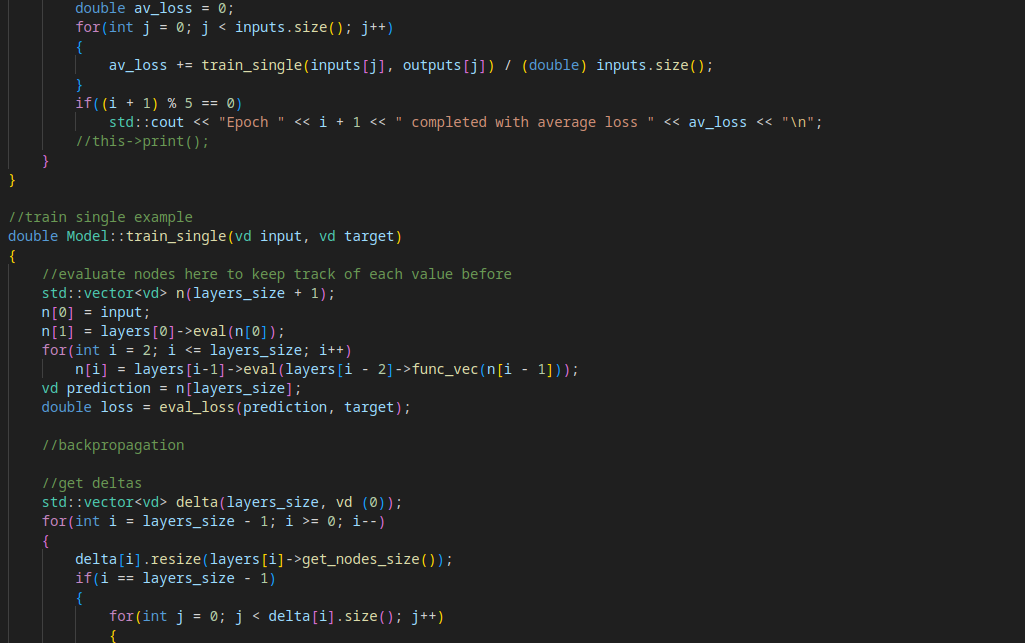 double av_loss = 0;
for(int j = 0; j < inputs.size(); j++)
{
av_loss += train_single(inputs[j], outputs[j]) / (double) inputs.size();
}
if((i + 1) % 5 == 0)
std::cout << "Epoch " << i + 1 << " completed with average loss " << av_loss << "\n";
//this->print();
}
}
//train single example
double Model::train_single(vd input, vd target)
{
//evaluate nodes here to keep track of each value before
std::vector<vd> n(layers_size + 1);
n[0] = input;
n[1] = layers[0]->eval(n[0]);
for(int i = 2; i <= layers_size; i++)
n[i] = layers[i-1]->eval(layers[i - 2]->func_vec(n[i - 1]));
vd prediction = n[layers_size];
double loss = eval_loss(prediction, target);
//backpropagation
//get deltas
std::vector<vd> delta(layers_size, vd (0));
for(int i = layers_size - 1; i >= 0; i--)
{
delta[i].resize(layers[i]->get_nodes_size());
if(i == layers_size - 1)
{
for(int j = 0; j < delta[i].size(); j++)
{